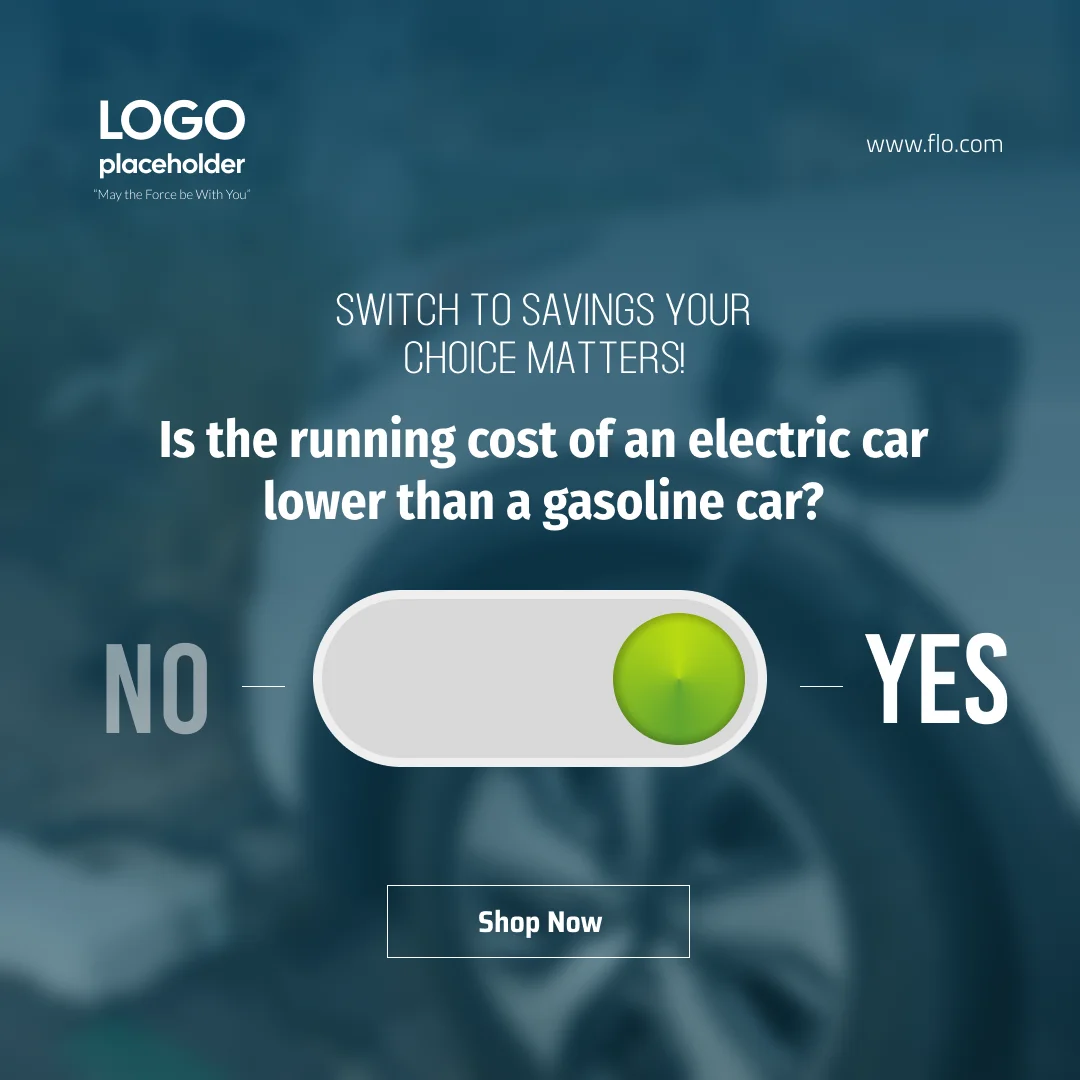 LOGO
placeholder
“May the Force be With You”
www.flo.com
SWITCH TO SAVINGS YOUR
CHOICE MATTERS!
Is the running cost of an electric car
lower than a gasoline car?
NO
YES
Shop Now